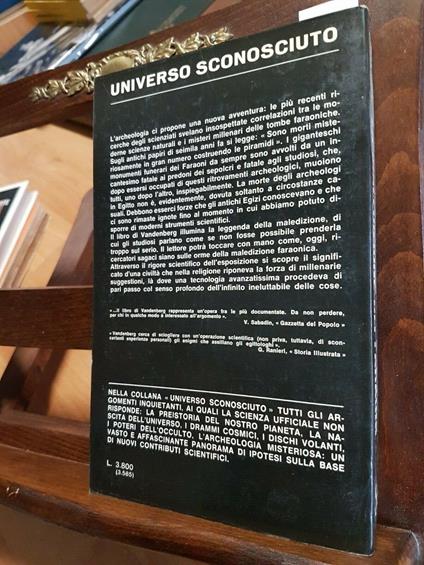 UNIVERSO SCONOSCIUTO
L'archeologia ci propone una nuova avventura: le più recenti ri-
cerche degli scienziati svelano insospettate correlazioni tra le mo-
derne scienze naturali e i misteri millenari delle tombe faraoniche.
Sugli antichi papiri di seimila anni fa si legge: « Sono morti miste-
riosamente in gran numero costruendo le piramidi ». I giganteschi
monumenti funerei dei Faraoni da sempre sono avvolti da un in-
cantesimo fatale ai predoni dei sepolcri e fatale agli studiosi, che,
dopo essersi occupati di questi ritrovamenti archeologici, muoiono
tutti, uno dopo l'altro, inspiegabilmente. La morte degli archeologi
in Egitto non è, evidentemente, dovuta soltanto a circostanze ca-
suali. Debbono esserci forze che gli antichi Egizi conoscevano e che
ci sono rimaste ignote fino al momento in cui abbiamo potuto di-
sporre di moderni strumenti scientifici.
Il libro di Vandenberg illumina la leggenda della maledizione, di
cui gli studiosi parlano come se non fosse possibile prenderla
troppo sul serio. Il lettore potrà toccare con mano come, oggi, ri-
cercatori sagaci siano sulle orme della maledizione faraonica.
Attraverso il rigore scientifico dell'esposizione si scopre il signifi-
cato d'una civiltà che nella religione riponeva la forza di millenarie
suggestioni, là dove una tecnologia avanzatissima procedeva di
pari passo col senso profondo dell'infinito ineluttabile delle cose.
« ...Il libro di Vandenberg rappresenta un'opera fra le più documentate. Da non perdere,
per chi in qualche modo è interessato all'argomento ».
V. Sabadin, « Gazzetta del Popolo »
« Vandenberg cerca di sciogliere con un'operazione scientifica (non priva, tuttavia, di scon-
certanti esperienze personali) gli enigmi che assillano gli egittologhi ».
G. Ranieri, « Storia Illustrata »
NELLA COLLANA « UNIVERSO SCONOSCIUTO » TUTTI GLI AR-
GOMENTI INQUIETANTI, AI QUALI LA SCIENZA UFFICIALE NON
RISPONDE: LA PREISTORIA DEL NOSTRO PIANETA, LA NA-
SCITA DELL'UNIVERSO, I DRAMMI COSMICI, I DISCHI VOLANTI,
I POTERI DELL'OCCULTO, L'ARCHEOLOGIA MISTERIOSA: UN
VASTO E AFFASCINANTE PANORAMA DI IPOTESI SULLA BASE
DI NUOVI CONTRIBUTI SCIENTIFICI.
L. 3.800
(3.585)